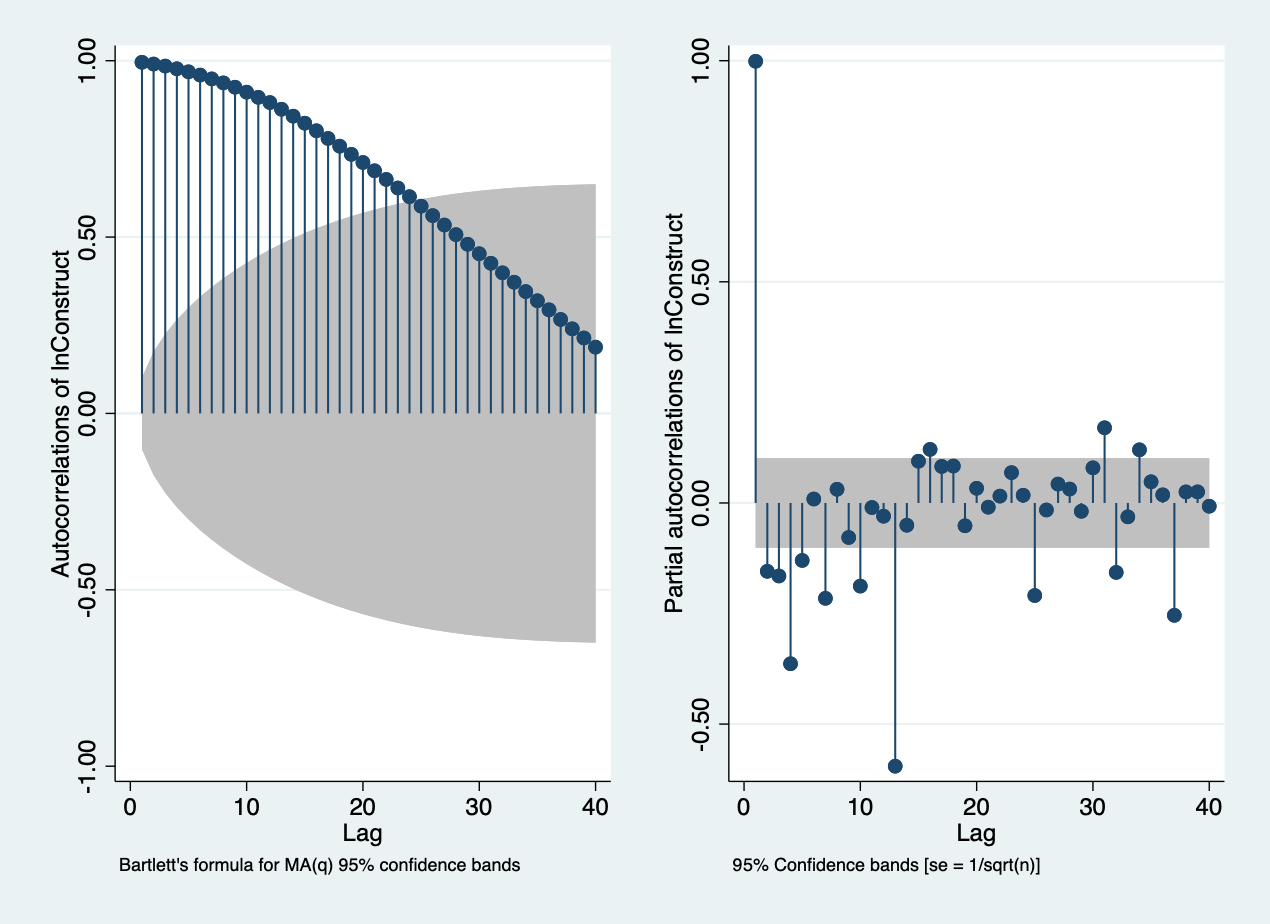 Autocorrelations of lnConstruct
1.00
0.50
0.00
-0.50
-1.00
0 10 20 30 40
Lag
Bartlett's formula for MA(q) 95% confidence bands
Partial autocorrelations of lnConstruct
1.00
0.50
0.00
-0.50
0 10 20 30 40
Lag
95% Confidence bands [se = 1/sqrt(n)]